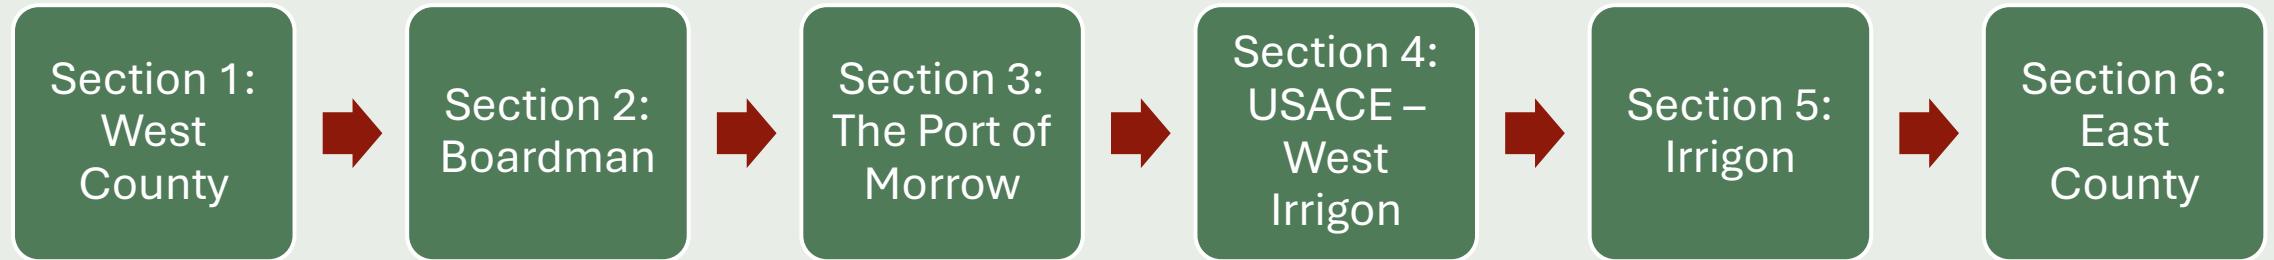 Section 1:
West
County
Section 2:
Boardman
Section 3:
The Port of
Morrow
Section 4:
USACE –
West
Irrigon
Section 5:
Irrigon
Section 6:
East
County